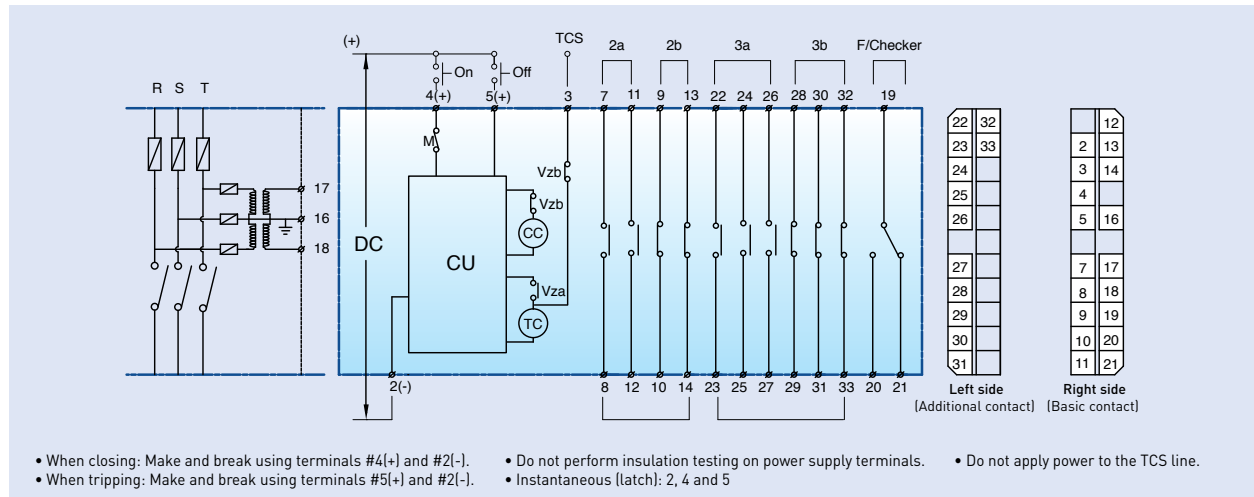 (+)
TCS
2a 2b 3a 3b F/Checker
On Off
R S T
4(+) 5(+) 3 7 11 9 13 22 24 26 28 30 32 19
M
Vzb
Vzb
CC
17
16
18
DC
CU
Vza
TC
2(-) 8 12 10 14 23 25 27 29 31 33 20 21
22 32
23 33
24
25
26
27
28
29
30
31
Left side
(Additional contact)
12
2 13
3 14
4
5 16
7 17
8 18
9 19
10 20
11 21
Right side
(Basic contact)
• When closing: Make and break using terminals #4(+) and #2(-).
• When tripping: Make and break using terminals #5(+) and #2(-).
• Do not perform insulation testing on power supply terminals.
• Instantaneous (latch): 2, 4 and 5
• Do not apply power to the TCS line.